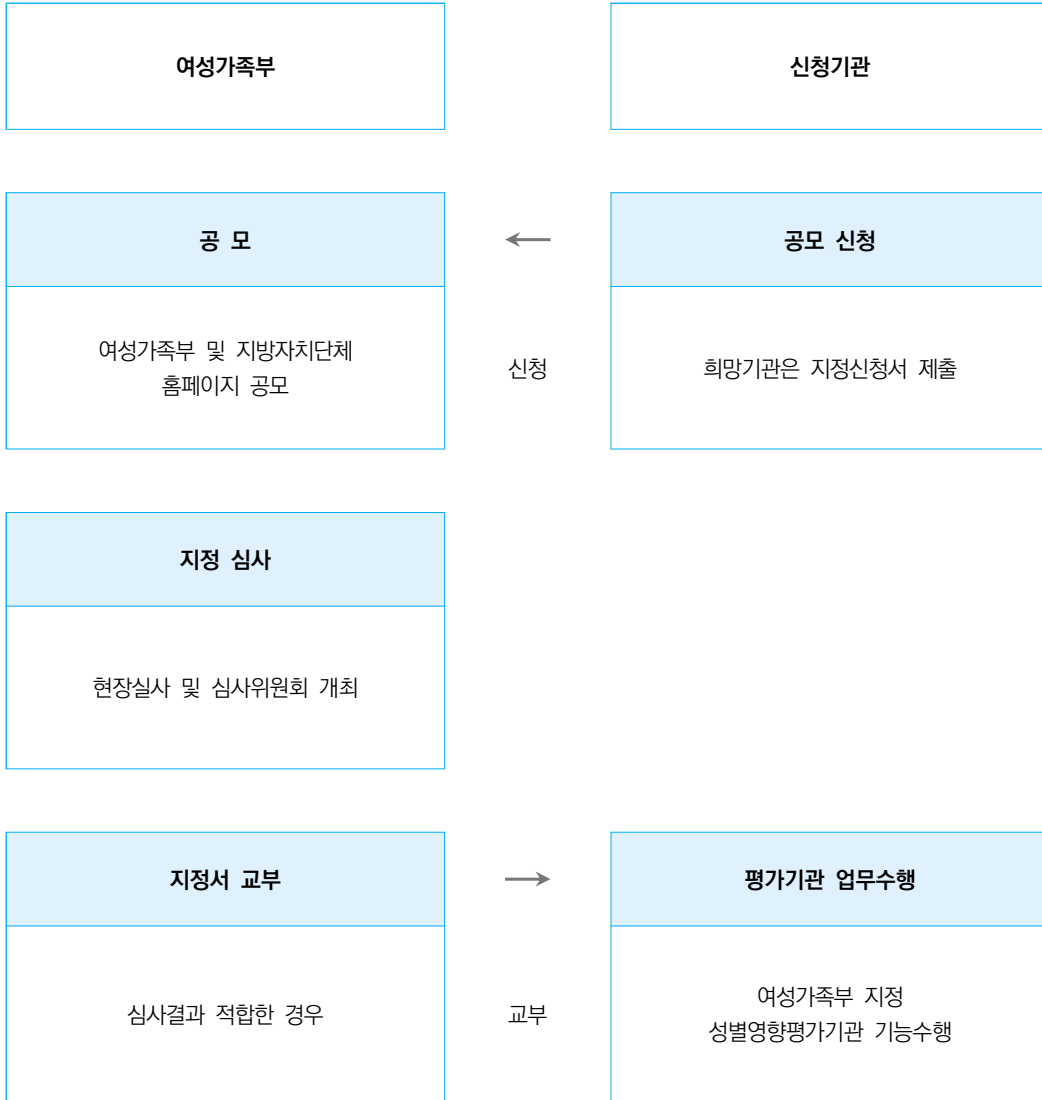 여성가족부
신청기관
공 모
←
공모 신청
여성가족부 및 지방자치단체
홈페이지 공모
신청
희망기관은 지정신청서 제출
지정 심사
현장실사 및 심사위원회 개최
지정서 교부
→
평가기관 업무수행
심사결과 적합한 경우
교부
여성가족부 지정
성별영향평가기관 기능수행